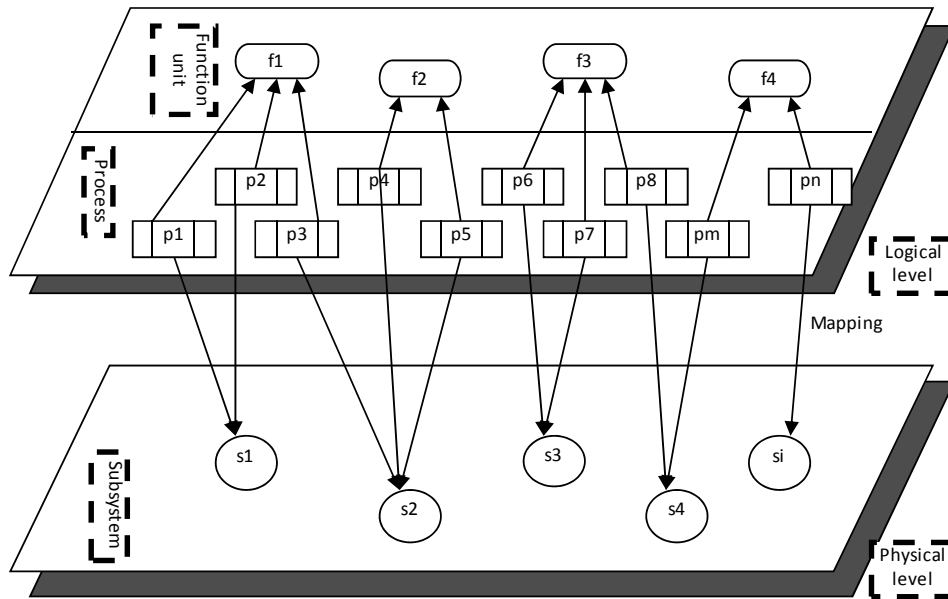 Function
unit
f1
f2
f3
f4
Process
p1
p2
p3
p4
p5
p6
p7
p8
pm
pn
Logical
level
Mapping
Subsystem
s1
s2
s3
s4
si
Physical
level